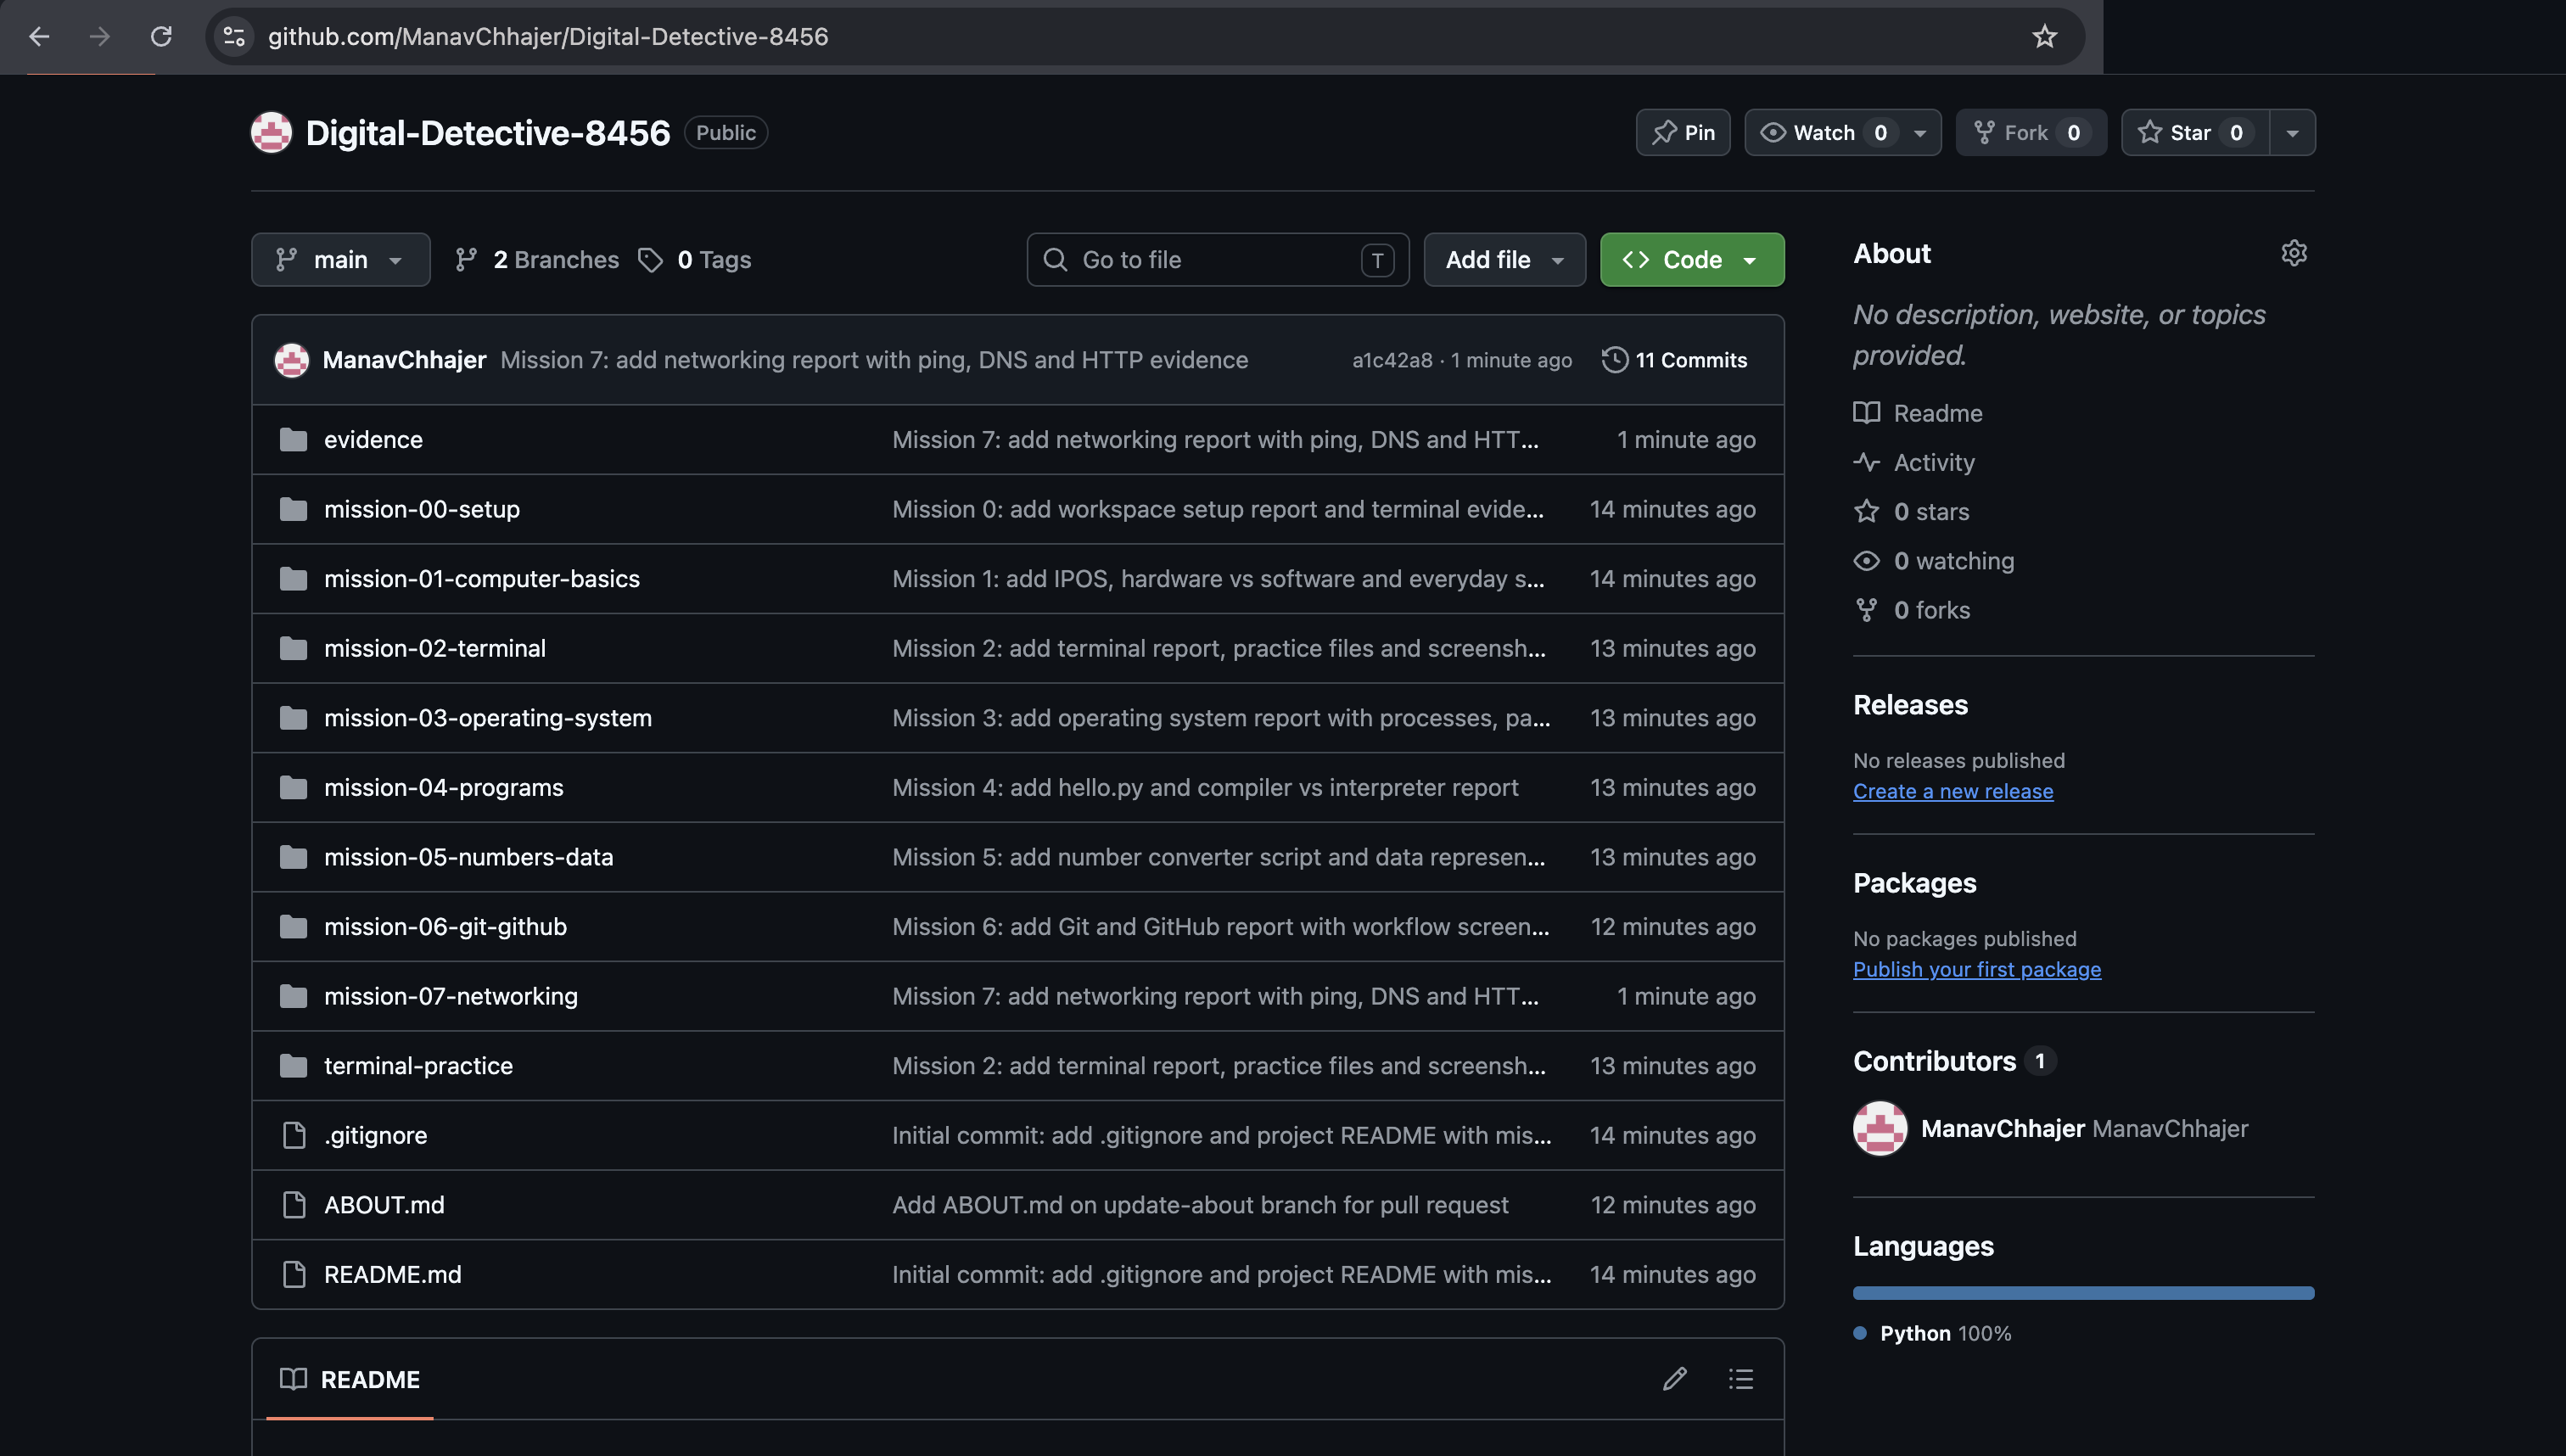 github.com/ManavChhajer/Digital-Detective-8456
Digital-Detective-8456 Public
Pin
Watch 0
Fork 0
Star 0
main
2 Branches
0 Tags
Go to file T
Add file
Code
ManavChhajer Mission 7: add networking report with ping, DNS and HTTP evidence a1c42a8 · 1 minute ago 11 Commits
evidence Mission 7: add networking report with ping, DNS and HTT... 1 minute ago
mission-00-setup Mission 0: add workspace setup report and terminal evide... 14 minutes ago
mission-01-computer-basics Mission 1: add IPOS, hardware vs software and everyday s... 14 minutes ago
mission-02-terminal Mission 2: add terminal report, practice files and screensh... 13 minutes ago
mission-03-operating-system Mission 3: add operating system report with processes, pa... 13 minutes ago
mission-04-programs Mission 4: add hello.py and compiler vs interpreter report 13 minutes ago
mission-05-numbers-data Mission 5: add number converter script and data represen... 13 minutes ago
mission-06-git-github Mission 6: add Git and GitHub report with workflow screen... 12 minutes ago
mission-07-networking Mission 7: add networking report with ping, DNS and HTT... 1 minute ago
terminal-practice Mission 2: add terminal report, practice files and screensh... 13 minutes ago
.gitignore Initial commit: add .gitignore and project README with mis... 14 minutes ago
ABOUT.md Add ABOUT.md on update-about branch for pull request 12 minutes ago
README.md Initial commit: add .gitignore and project README with mis... 14 minutes ago
README
About
No description, website, or topics
provided.
Readme
Activity
0 stars
0 watching
0 forks
Releases
No releases published
Create a new release
Packages
No packages published
Publish your first package
Contributors 1
ManavChhajer ManavChhajer
Languages
Python 100%